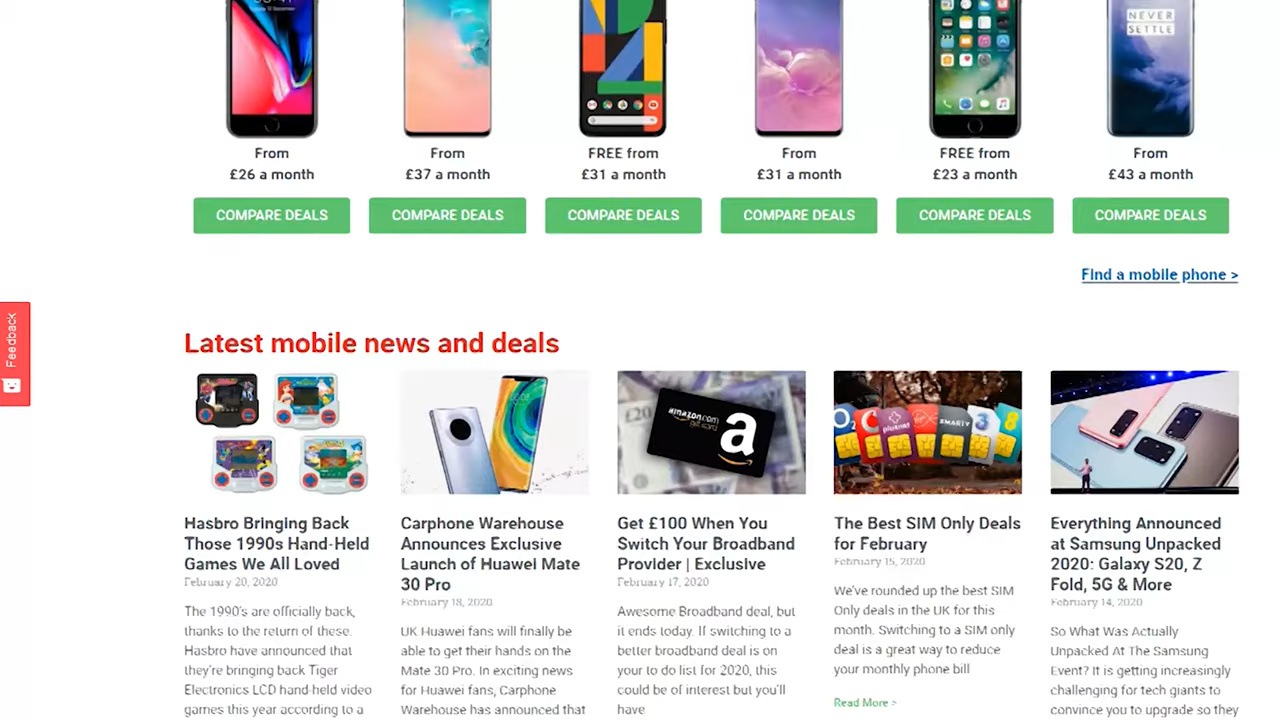 NEVER
SETTLE
From
£26 a month
From
£37 a month
FREE from
£31 a month
From
£31 a month
FREE from
£23 a month
From
£43 a month
COMPARE DEALS
COMPARE DEALS
COMPARE DEALS
COMPARE DEALS
COMPARE DEALS
COMPARE DEALS
Find a mobile phone >
Feedback
Latest mobile news and deals
£20
amazon.com
gift card
a
O2
plusnet
SMARTY
3
8
Hasbro Bringing Back
Those 1990s Hand-Held
Games We All Loved
February 20, 2020
The 1990's are officially back,
thanks to the return of these.
Hasbro have announced that
they're bringing back Tiger
Electronics LCD hand-held video
games this year according to a
Carphone Warehouse
Announces Exclusive
Launch of Huawei Mate
30 Pro
February 18, 2020
UK Huawei fans will finally be
able to get their hands on the
Mate 30 Pro. In exciting news
for Huawei fans, Carphone
Warehouse has announced that
Get £100 When You
Switch Your Broadband
Provider | Exclusive
February 17, 2020
Awesome Broadband deal, but
it ends today. If switching to a
better broadband deal is on
your to do list for 2020, this
could be of interest but you'll
have
The Best SIM Only Deals
for February
February 15, 2020
We've rounded up the best SIM
Only deals in the UK for this
month. Switching to a SIM only
deal is a great way to reduce
your monthly phone bill
Read More >
Everything Announced
at Samsung Unpacked
2020: Galaxy S20, Z
Fold, 5G & More
February 14, 2020
So What Was Actually
Unpacked At The Samsung
Event? It is getting increasingly
challenging for tech giants to
convince you to upgrade so they